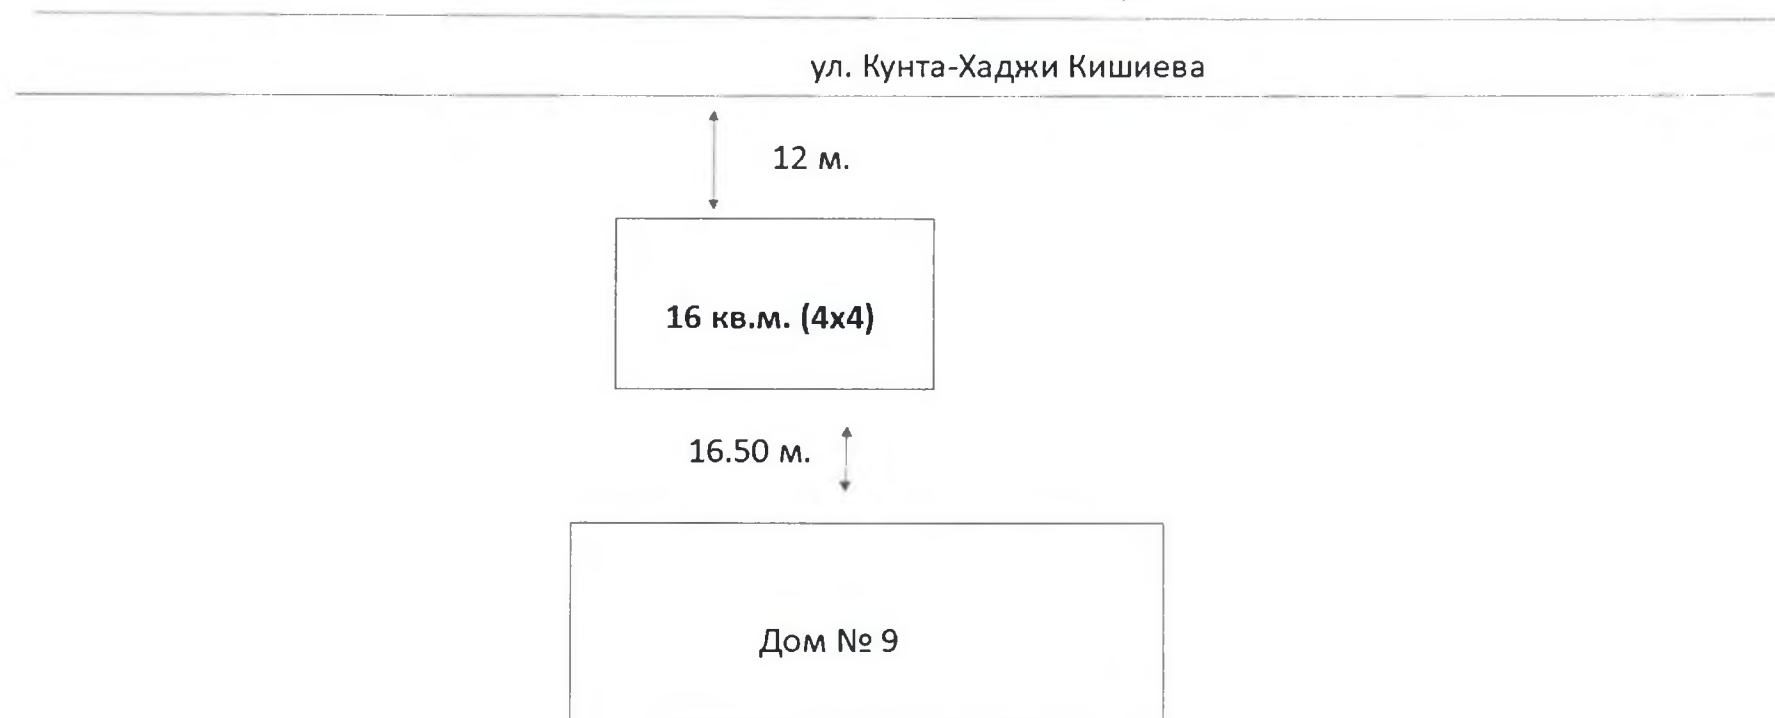 ул. Кунта-Хаджи Кишиева
12 м.
16 кв.м. (4x4)
16.50 м.
Дом № 9